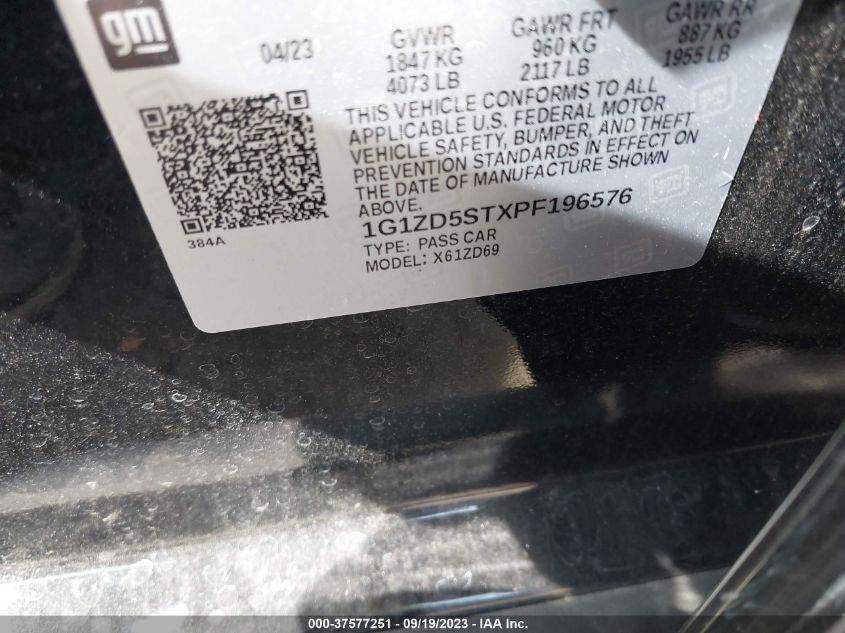 gm
04/23
GVWR
1847 KG
4073 LB
GAWR FRT
960 KG
2117 LB
GAWR RR
887 KG
1955 LB
THIS VEHICLE CONFORMS TO ALL
APPLICABLE U.S. FEDERAL MOTOR
VEHICLE SAFETY, BUMPER, AND THEFT
PREVENTION STANDARDS IN EFFECT ON
THE DATE OF MANUFACTURE SHOWN
ABOVE.
384A
1G1ZD5STXPF196576
TYPE: PASS CAR
MODEL: X61ZD69
000-37577251 - 09/19/2023 - IAA Inc.